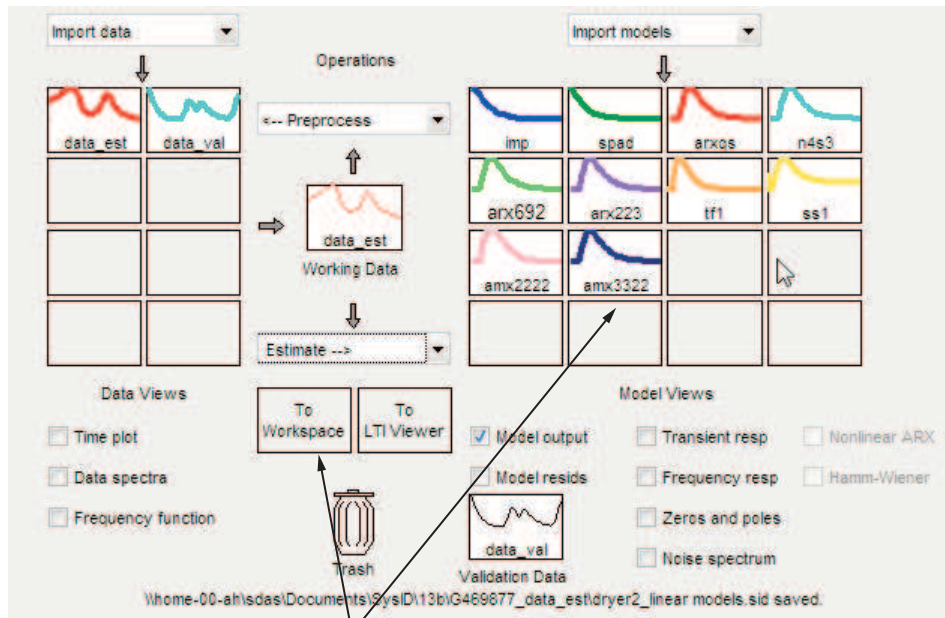 Import data
Import models
Operations
data_est
data_val
<-- Preprocess
imp
spad
arxqs
n4s3
arx692
arx223
tf1
ss1
data_est
Working Data
amx2222
amx3322
Estimate -->
Data Views
Model Views
To
Workspace
To
LTI Viewer
Time plot
Data spectra
Frequency function
Model output
Transient resp
Nonlinear ARX
Model resids
Frequency resp
Hamm-Wiener
Zeros and poles
Noise spectrum
Trash
data_val
Validation Data
\\home-00-ah\sdas\Documents\SysID\13b\G469877_data_est\dryer2_linear models.sid saved.